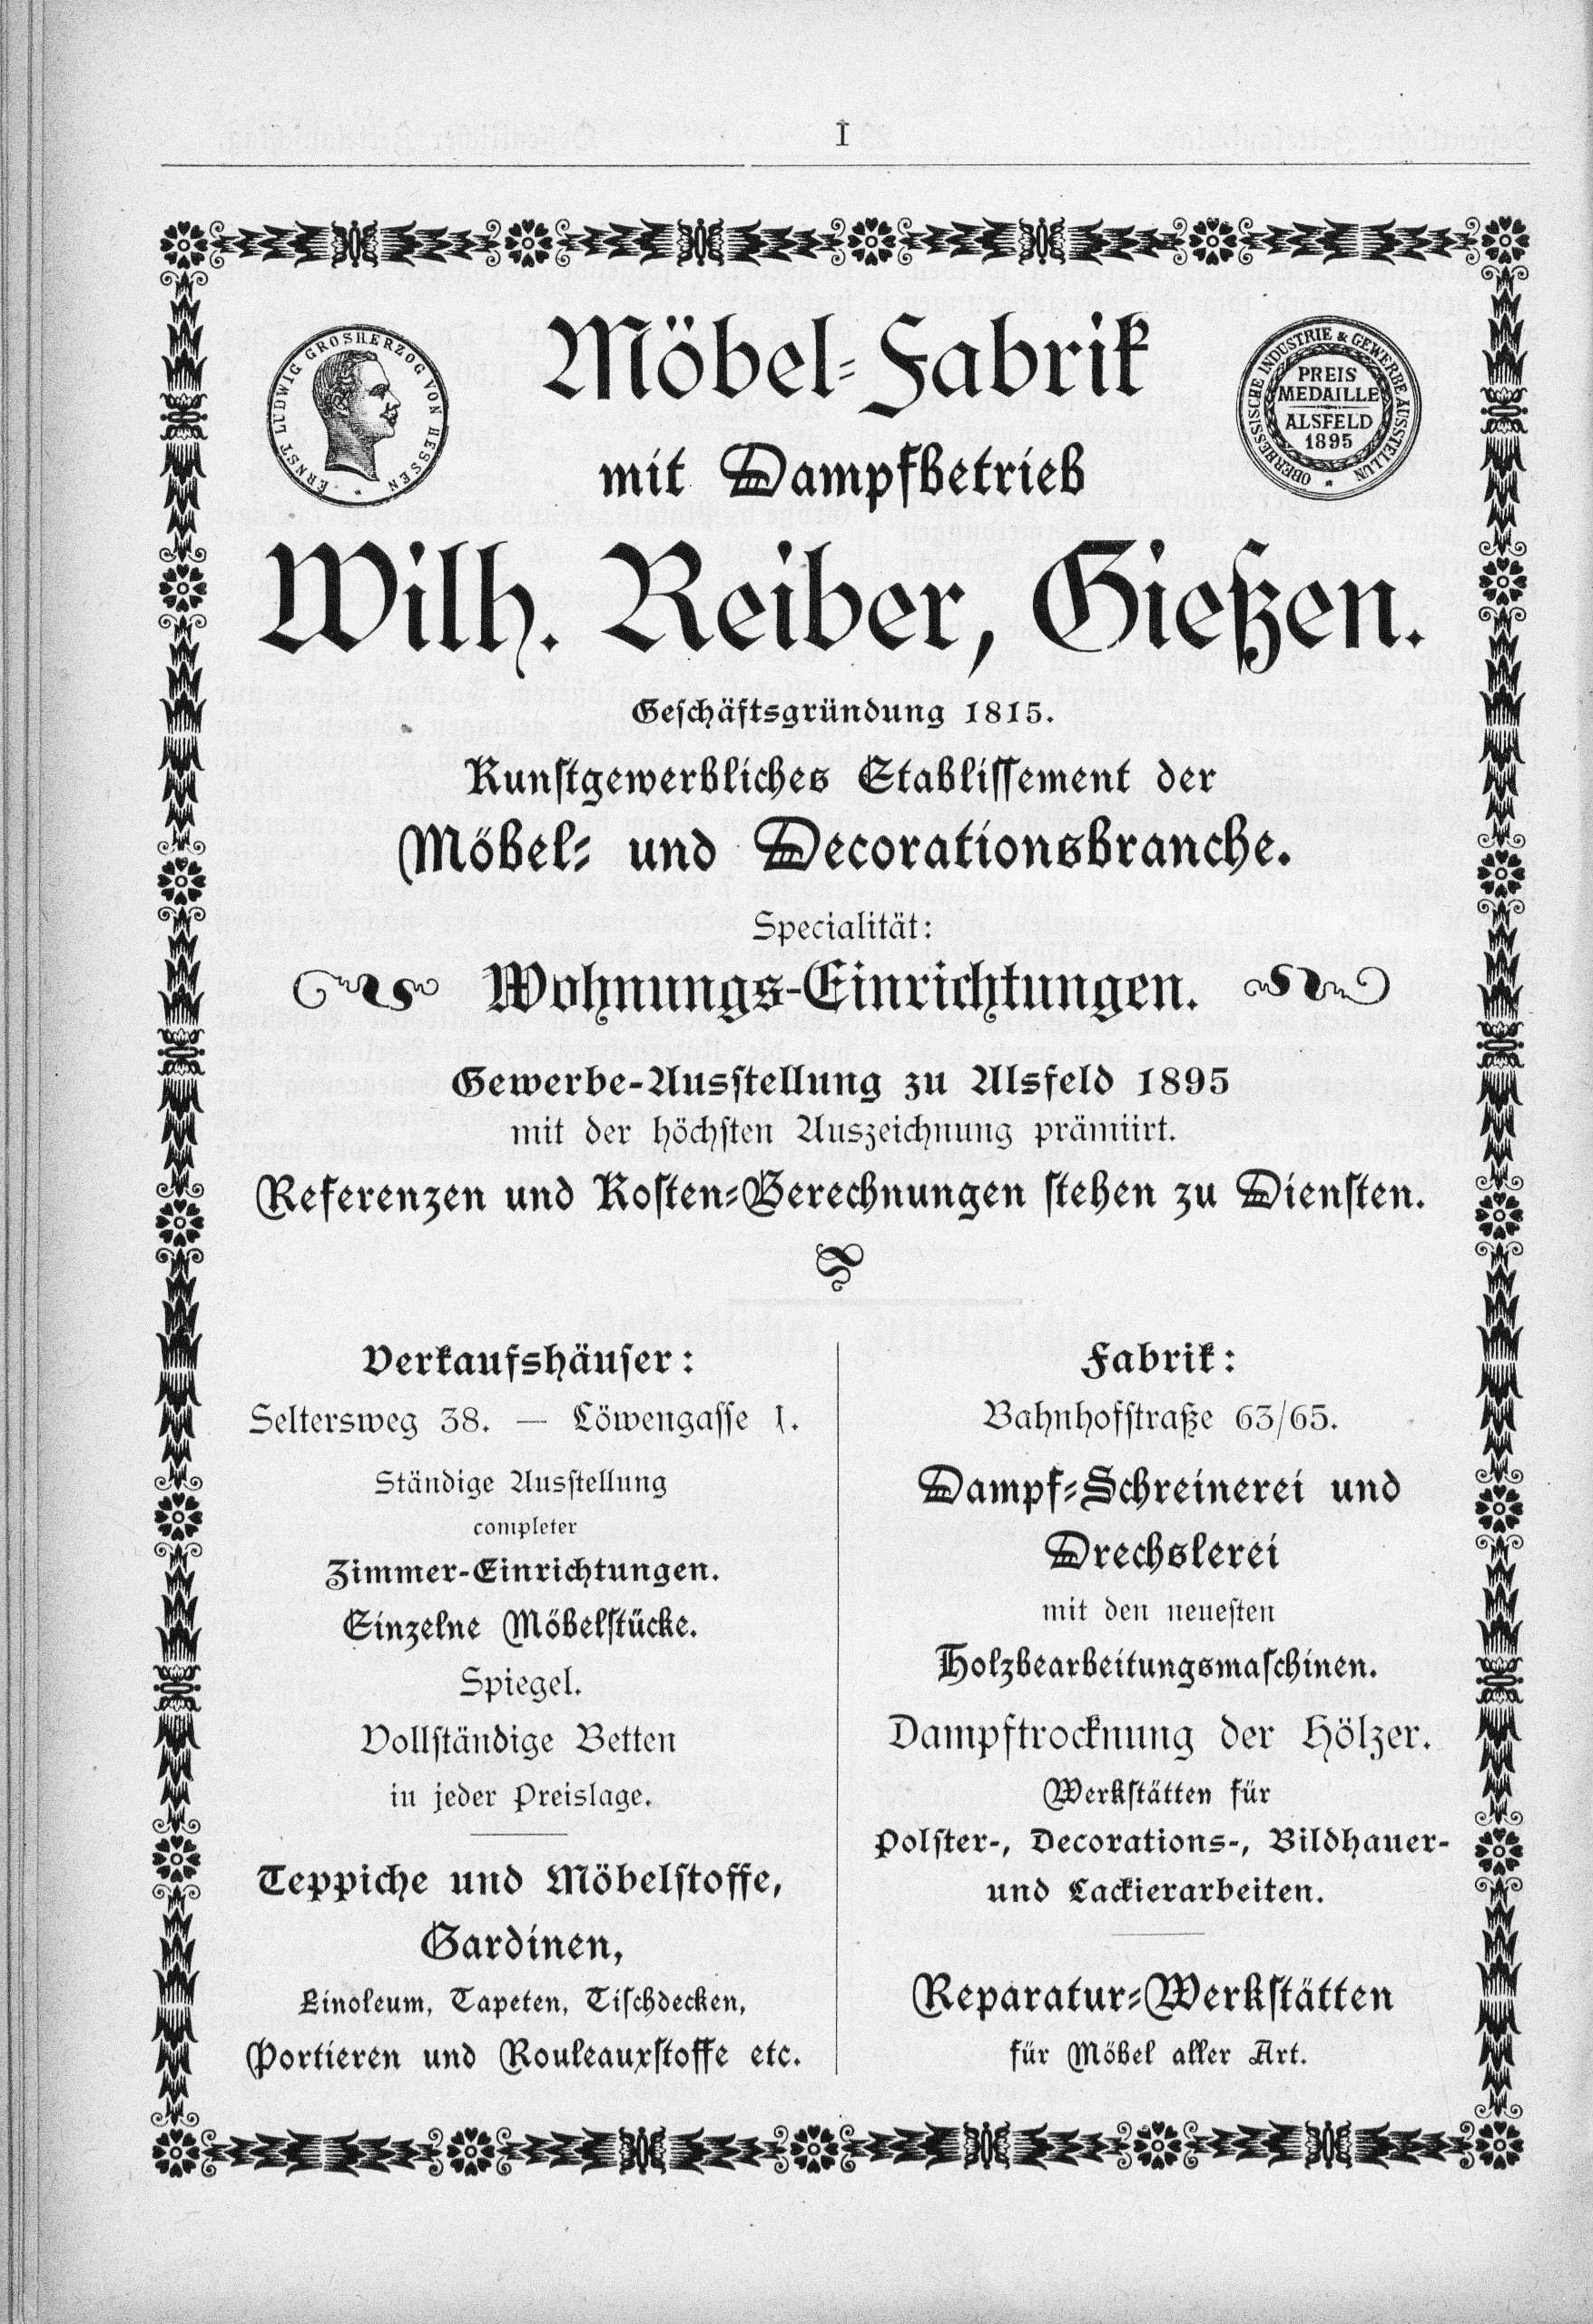 I
Möbel-Fabrik
mit Dampfbetrieb
ERNST LUDWIG GROSHERZOG VON HESSEN
OBERHESSISCHE INDUSTRIE & GEWERBE AUSSTELLUN
PREIS
MEDAILLE
ALSFELD
1895
Wilh. Reiber, Gießen.
Geschäftsgründung 1815.
Kunstgewerbliches Etablissement der
Möbel- und Decorationsbranche.
Specialität:
Wohnungs-Einrichtungen.
Gewerbe-Ausstellung zu Alsfeld 1895
mit der höchsten Auszeichnung prämiirt.
Referenzen und Kosten-Berechnungen stehen zu Diensten.
Verkaufshäuser:
Seltersweg 38. — Löwengasse 1.
Ständige Ausstellung
completer
Zimmer-Einrichtungen.
Einzelne Möbelstücke.
Spiegel.
Vollständige Betten
in jeder Preislage.
Teppiche und Möbelstoffe,
Gardinen,
Linoleum, Tapeten, Tischdecken,
Portieren und Rouleauxstoffe etc.
Fabrik:
Bahnhofstraße 63/65.
Dampf-Schreinerei und
Drechslerei
mit den neuesten
Holzbearbeitungsmaschinen.
Dampftrocknung der Hölzer.
Werkstätten für
Polster-, Decorations-, Bildhauer-
und Lackierarbeiten.
Reparatur-Werkstätten
für Möbel aller Art.